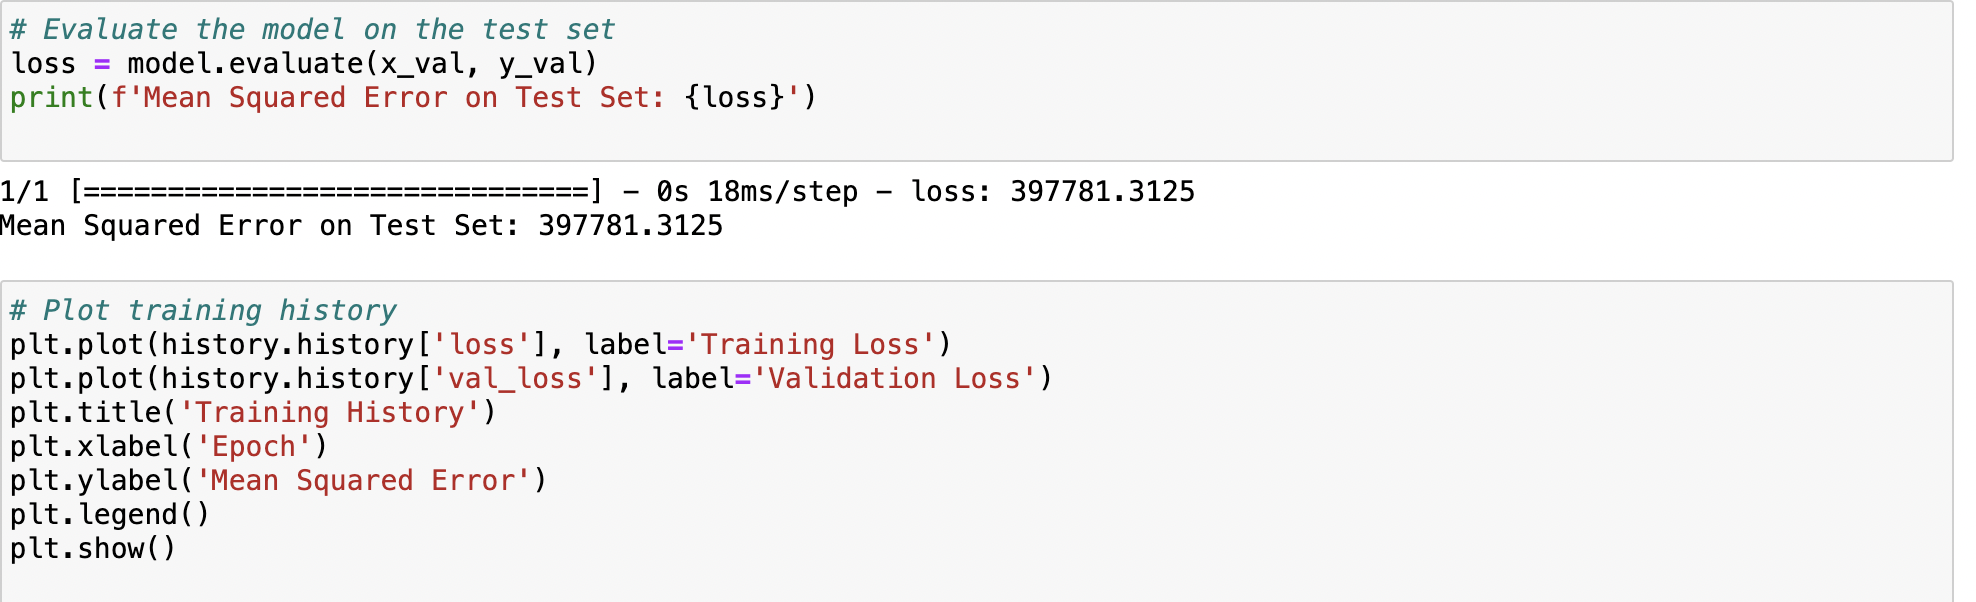 # Evaluate the model on the test set
loss = model.evaluate(x_val, y_val)
print(f'Mean Squared Error on Test Set: {loss}')
1/1 [==============================] - 0s 18ms/step - loss: 397781.3125
Mean Squared Error on Test Set: 397781.3125
# Plot training history
plt.plot(history.history['loss'], label='Training Loss')
plt.plot(history.history['val_loss'], label='Validation Loss')
plt.title('Training History')
plt.xlabel('Epoch')
plt.ylabel('Mean Squared Error')
plt.legend()
plt.show()